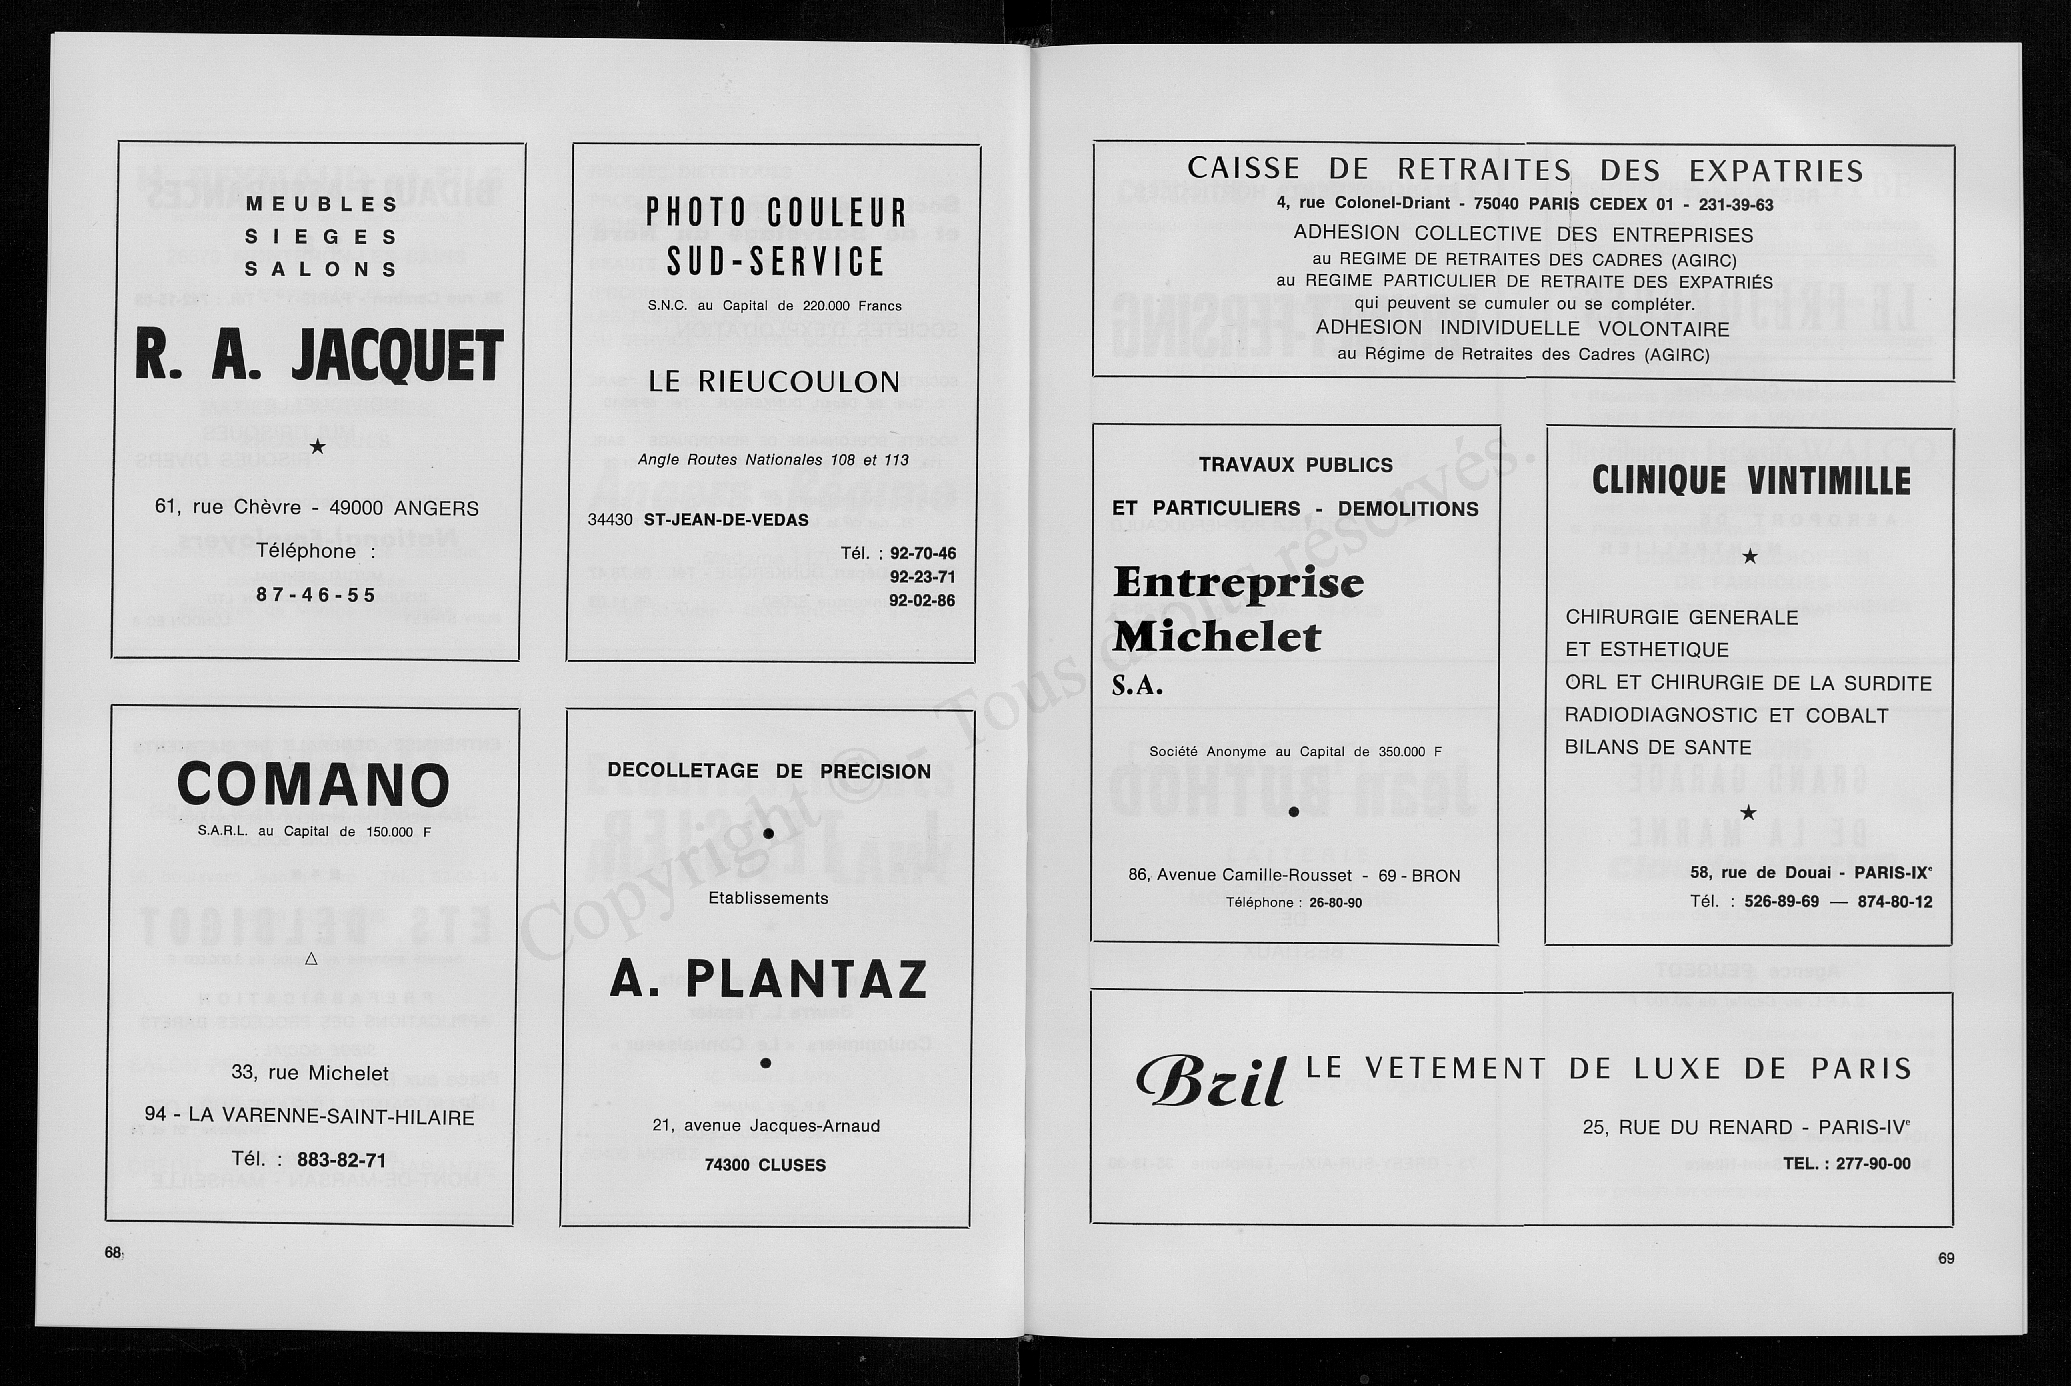 MEUBLES
SIEGES
SALONS
R. A. JACQUET
★
61, rue Chèvre - 49000 ANGERS
Téléphone :
87-46-55
PHOTO COULEUR
SUD-SERVICE
S.N.C. au Capital de 220.000 Francs
LE RIEUCOULON
Angle Routes Nationales 108 et 113
34430 ST-JEAN-DE-VEDAS
Tél. : 92-70-46
92-23-71
92-02-86
COMANO
S.A.R.L. au Capital de 150.000 F
△
33, rue Michelet
94 - LA VARENNE-SAINT-HILAIRE
Tél. : 883-82-71
DECOLLETAGE DE PRECISION
●
Etablissements
A. PLANTAZ
●
21, avenue Jacques-Arnaud
74300 CLUSES
68
CAISSE DE RETRAITES DES EXPATRIES
4, rue Colonel-Driant - 75040 PARIS CEDEX 01 - 231-39-63
ADHESION COLLECTIVE DES ENTREPRISES
au REGIME DE RETRAITES DES CADRES (AGIRC)
au REGIME PARTICULIER DE RETRAITE DES EXPATRIÉS
qui peuvent se cumuler ou se compléter.
ADHESION INDIVIDUELLE VOLONTAIRE
au Régime de Retraites des Cadres (AGIRC)
TRAVAUX PUBLICS
ET PARTICULIERS - DEMOLITIONS
Entreprise
Michelet
S.A.
Société Anonyme au Capital de 350.000 F
●
86, Avenue Camille-Rousset - 69 - BRON
Téléphone : 26-80-90
CLINIQUE VINTIMILLE
★
CHIRURGIE GENERALE
ET ESTHETIQUE
ORL ET CHIRURGIE DE LA SURDITE
RADIODIAGNOSTIC ET COBALT
BILANS DE SANTE
★
58, rue de Douai - PARIS-IXe
Tél. : 526-89-69 — 874-80-12
Bril LE VETEMENT DE LUXE DE PARIS
25, RUE DU RENARD - PARIS-IVe
TEL. : 277-90-00
69
Copyright © - Tous droits réservés.